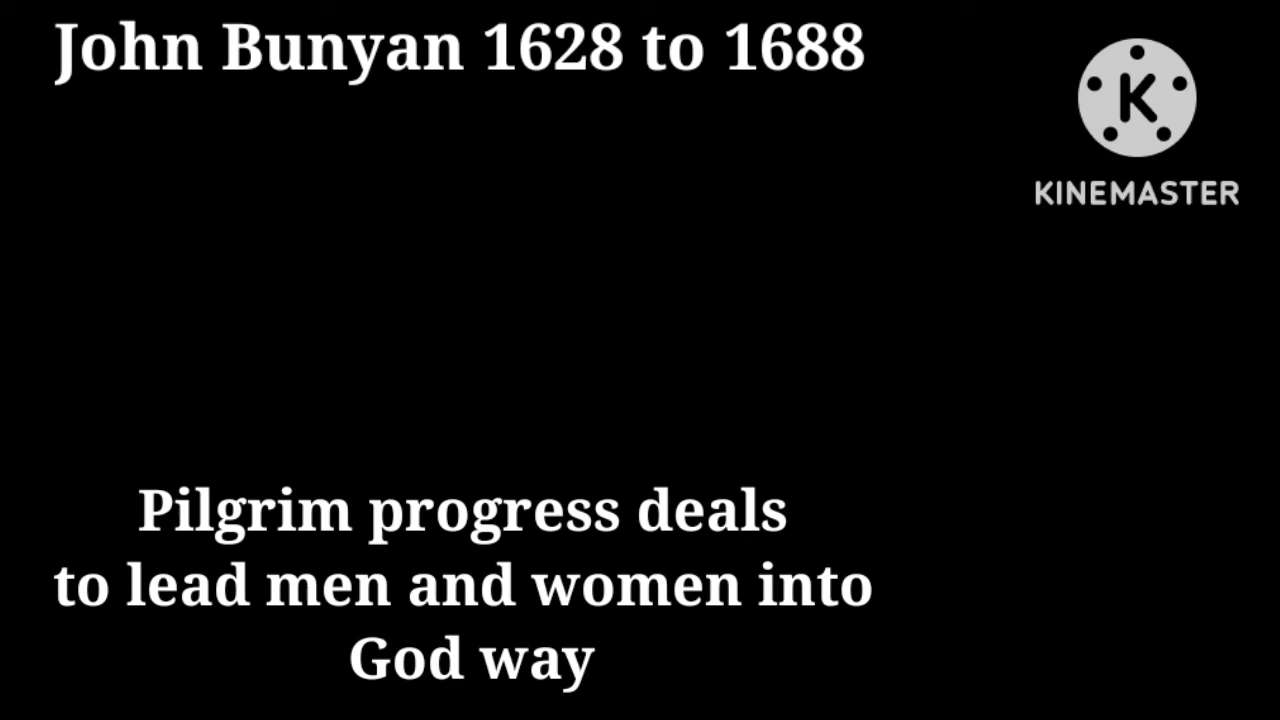 John Bunyan 1628 to 1688
K
KINEMASTER
Pilgrim progress deals
to lead men and women into
God way